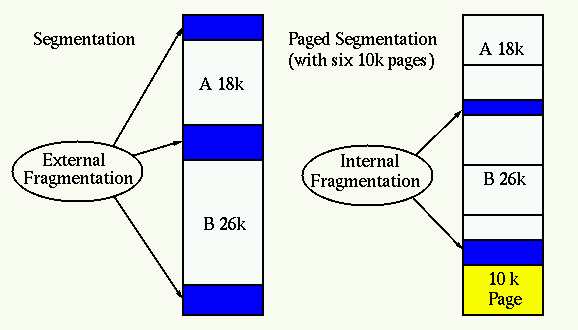 Segmentation
A 18k
External
Fragmentation
B 26k
Paged Segmentation
(with six 10k pages)
A 18k
Internal
Fragmentation
B 26k
10 k
Page